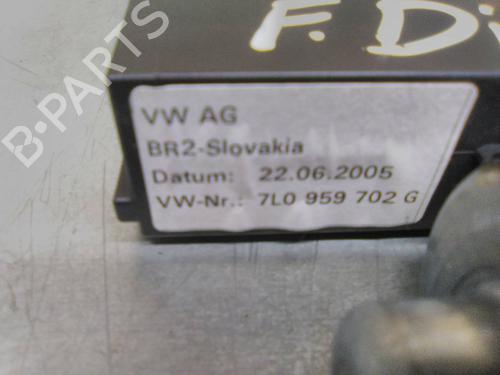 B-PARTS
VW AG
BR2-Slovakia
Datum: 22.06.2005
VW-Nr.: 7L0 959 702 G